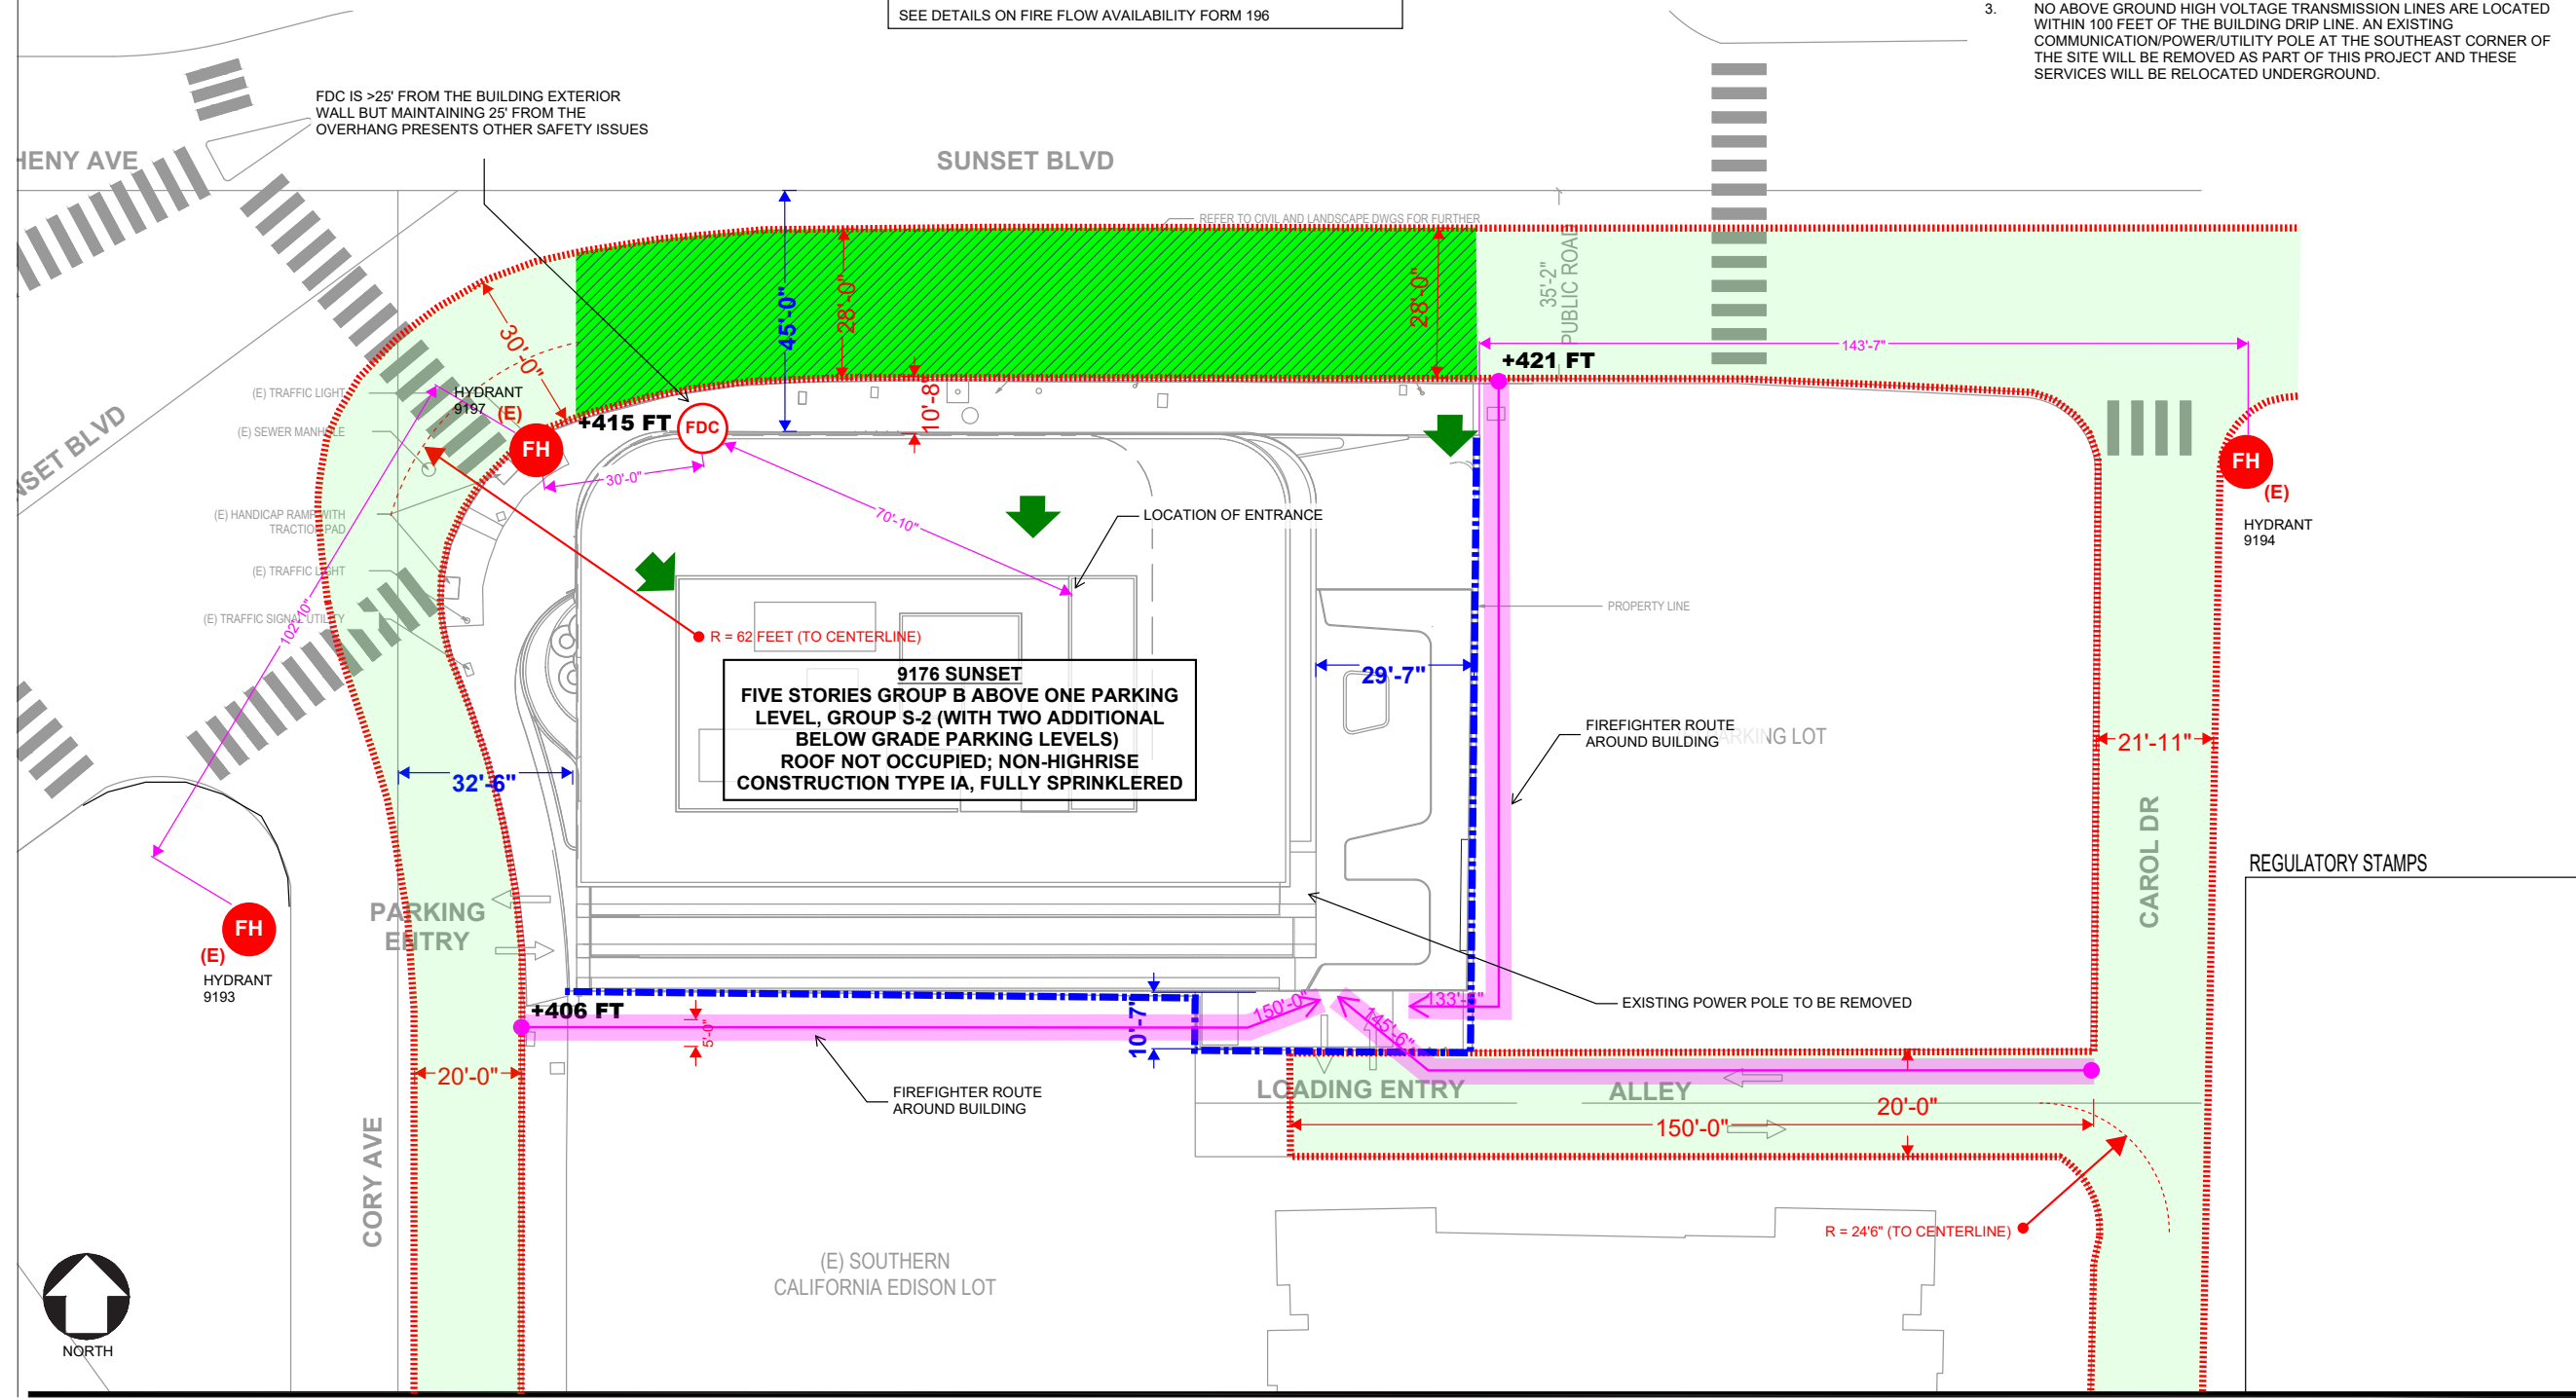 SEE DETAILS ON FIRE FLOW AVAILABILITY FORM 196
3. NO ABOVE GROUND HIGH VOLTAGE TRANSMISSION LINES ARE LOCATED
WITHIN 100 FEET OF THE BUILDING DRIP LINE. AN EXISTING
COMMUNICATION/POWER/UTILITY POLE AT THE SOUTHEAST CORNER OF
THE SITE WILL BE REMOVED AS PART OF THIS PROJECT AND THESE
SERVICES WILL BE RELOCATED UNDERGROUND.
FDC IS >25' FROM THE BUILDING EXTERIOR
WALL BUT MAINTAINING 25' FROM THE
OVERHANG PRESENTS OTHER SAFETY ISSUES
HENY AVE
SUNSET BLVD
REFER TO CIVIL AND LANDSCAPE DWGS FOR FURTHER
45'-0"
28'-0"
28'-0"
35'-2"
PUBLIC ROAD
30'-0"
143'-7"
+421 FT
(E) TRAFFIC LIGHT
HYDRANT
9197
(E)
FH
+415 FT
FDC
10'-8"
(E) SEWER MANHOLE
NSET BLVD
30'-0"
70'-10"
FH
(E)
HYDRANT
9194
(E) HANDICAP RAMP WITH
TRACTION PAD
LOCATION OF ENTRANCE
(E) TRAFFIC LIGHT
(E) TRAFFIC SIGNAL UTILITY
102'-10"
R = 62 FEET (TO CENTERLINE)
PROPERTY LINE
9176 SUNSET
FIVE STORIES GROUP B ABOVE ONE PARKING
LEVEL, GROUP S-2 (WITH TWO ADDITIONAL
BELOW GRADE PARKING LEVELS)
ROOF NOT OCCUPIED; NON-HIGHRISE
CONSTRUCTION TYPE IA, FULLY SPRINKLERED
29'-7"
FIREFIGHTER ROUTE
AROUND BUILDING
ARKING LOT
21'-11"
32'-6"
CAROL DR
REGULATORY STAMPS
PARKING
ENTRY
FH
(E)
HYDRANT
9193
+406 FT
5'-0"
150'-0"
145'-6"
EXISTING POWER POLE TO BE REMOVED
10'-7"
20'-0"
FIREFIGHTER ROUTE
AROUND BUILDING
LOADING ENTRY
ALLEY
20'-0"
150'-0"
CORY AVE
R = 24'6" (TO CENTERLINE)
(E) SOUTHERN
CALIFORNIA EDISON LOT
NORTH